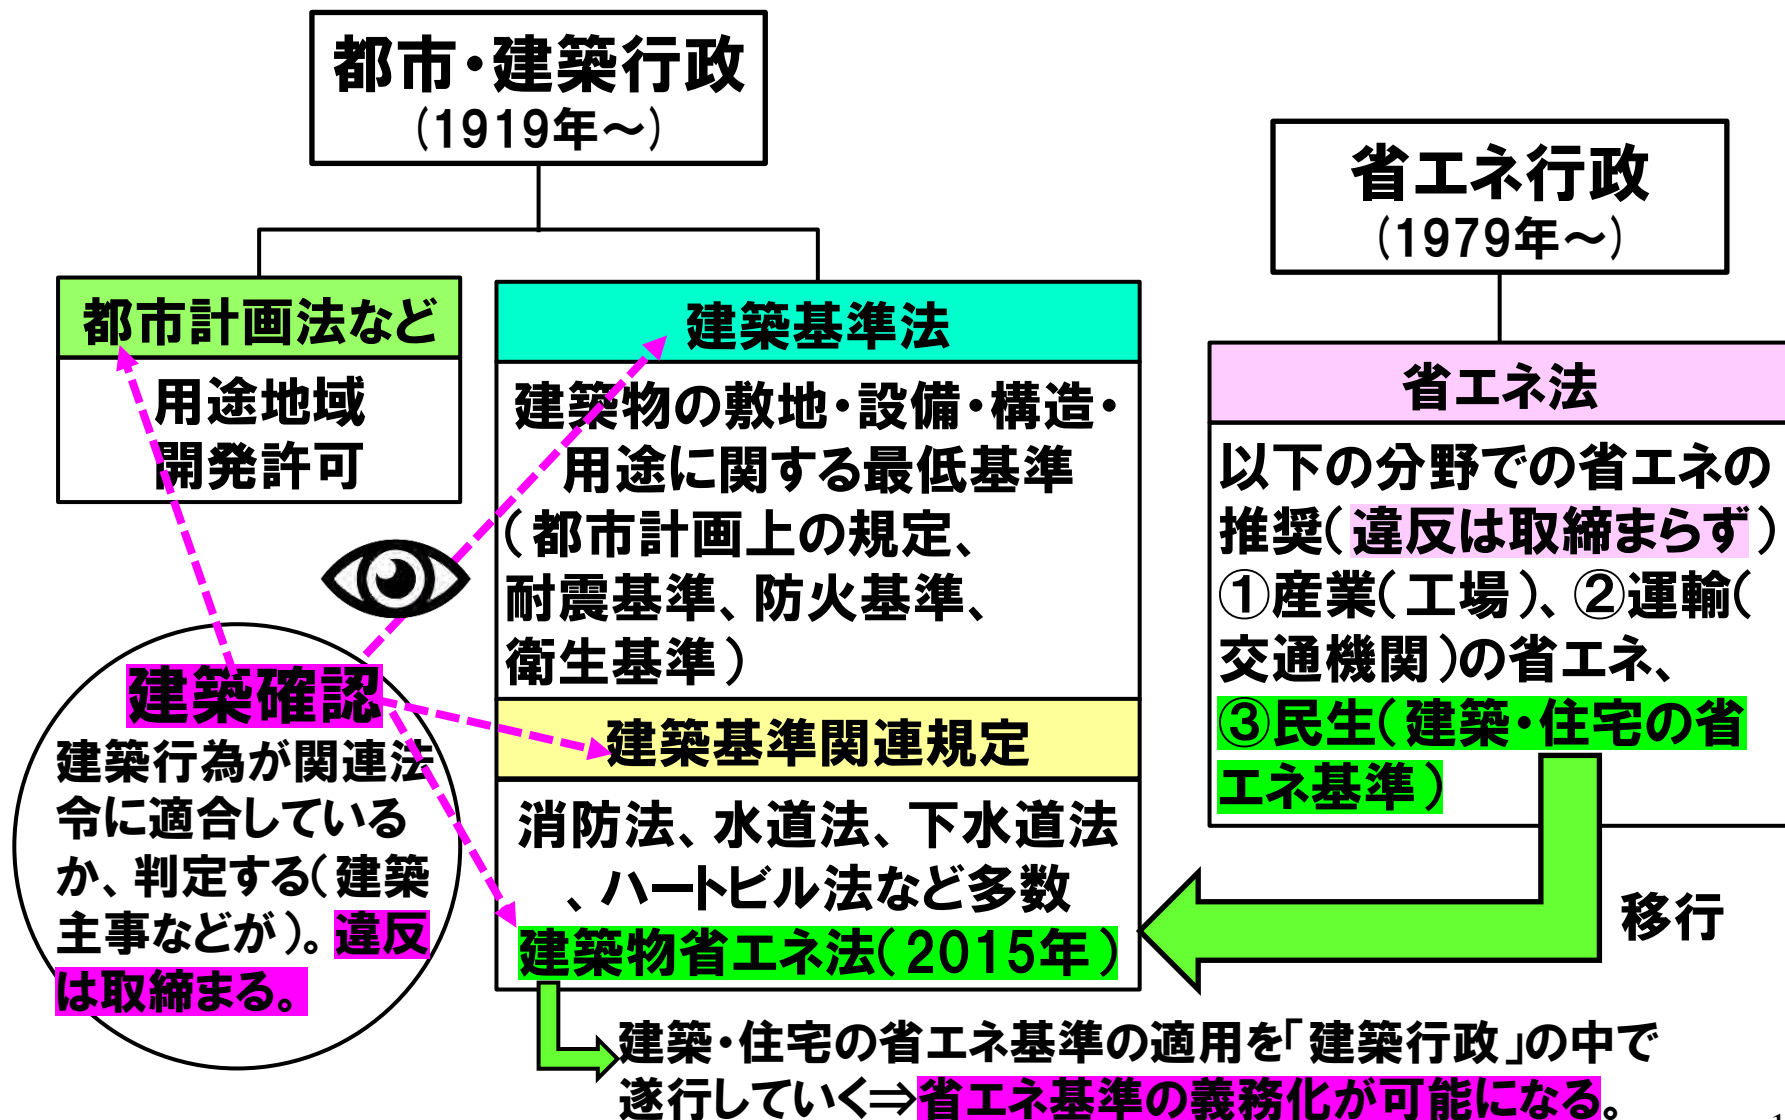 都市・建築行政
(1919年～)
省エネ行政
(1979年～)
都市計画法など
用途地域
開発許可
建築基準法
建築物の敷地・設備・構造・
用途に関する最低基準
(都市計画上の規定、
耐震基準、防火基準、
衛生基準)
建築基準関連規定
消防法、水道法、下水道法
、ハートビル法など多数
建築物省エネ法(2015年)
省エネ法
以下の分野での省エネの
推奨(違反は取締まらず)
①産業(工場)、②運輸(
交通機関)の省エネ、
③民生(建築・住宅の省
エネ基準)
建築確認
建築行為が関連法
令に適合している
か、判定する(建築
主事などが)。違反
は取締まる。
移行
建築・住宅の省エネ基準の適用を「建築行政」の中で
遂行していく⇒省エネ基準の義務化が可能になる。